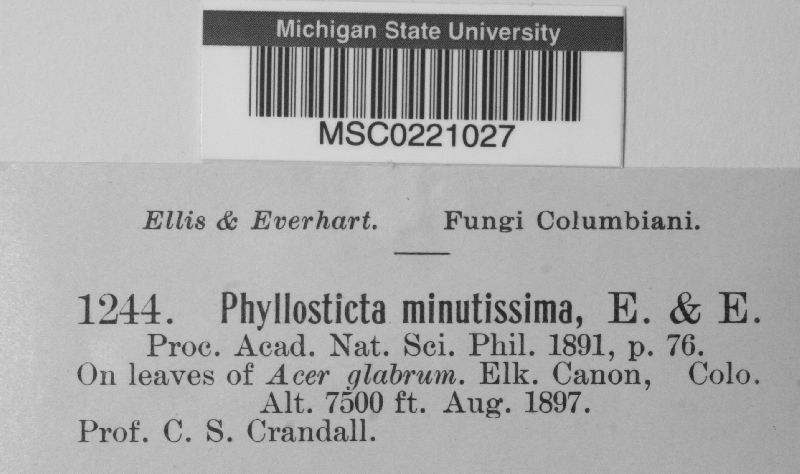 Michigan State University
MSC0221027
Ellis & Everhart. Fungi Columbiani.
1244. Phyllosticta minutissima, E. & E.
Proc. Acad. Nat. Sci. Phil. 1891, p. 76.
On leaves of Acer glabrum. Elk. Canon, Colo.
Alt. 7500 ft. Aug. 1897.
Prof. C. S. Crandall.